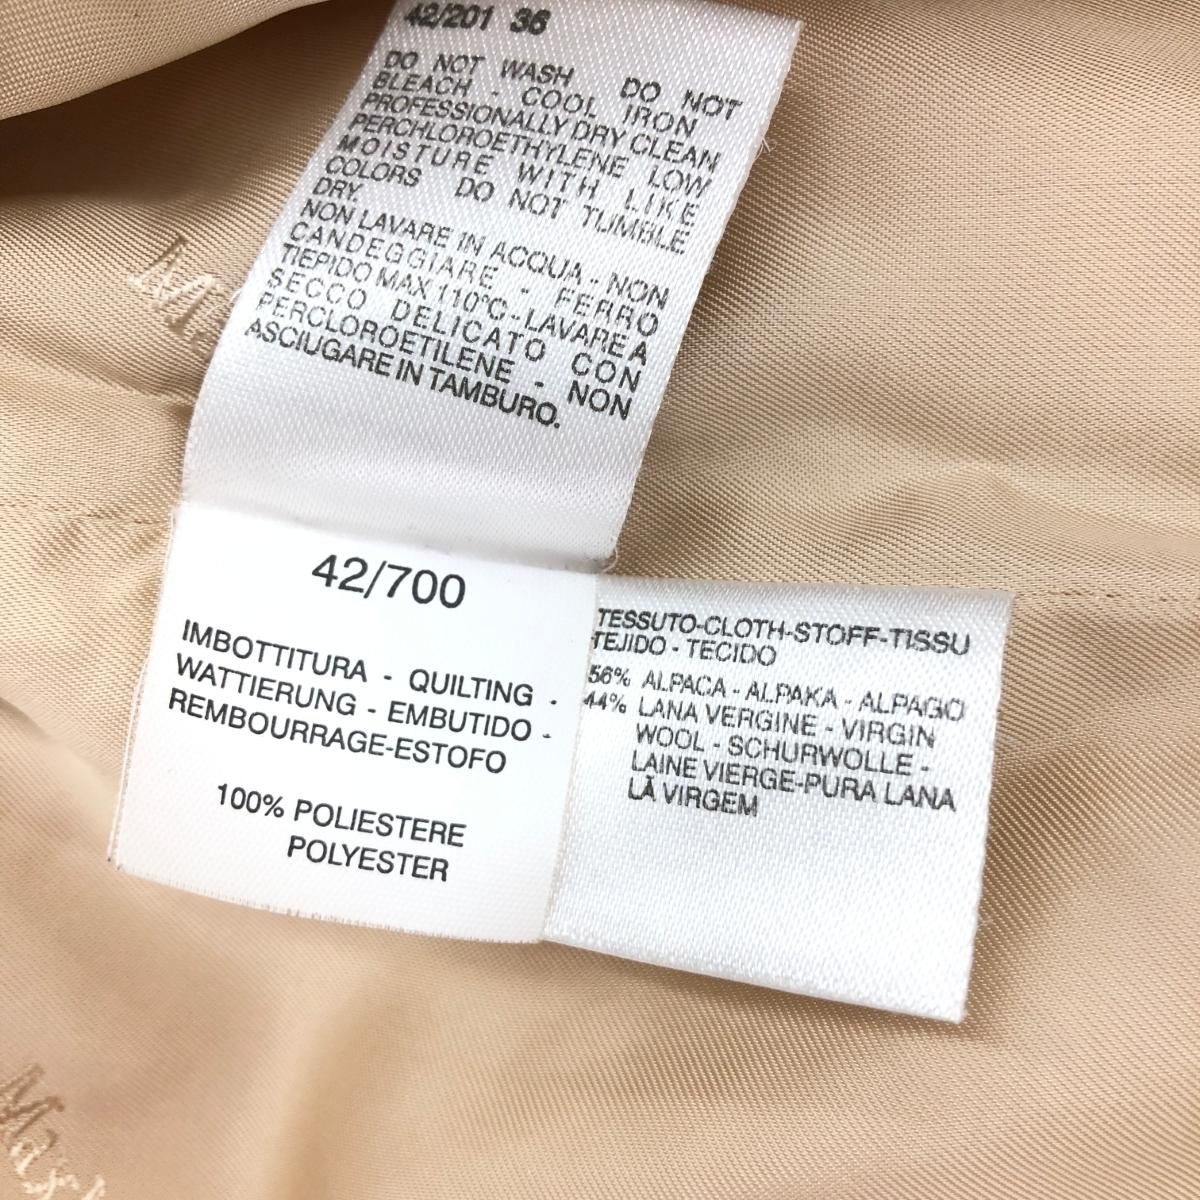 42/201 36
DO NOT WASH DO NOT
BLEACH - COOL IRON
PROFESSIONALLY DRY CLEAN
PERCHLOROETHYLENE LOW
MOISTURE WITH LIKE
COLORS DO NOT TUMBLE
DRY.
NON LAVARE IN ACQUA - NON
CANDEGGIARE - FERRO
TIEPIDO MAX 110°C - LAVARE A
SECCO DELICATO CON
PERCLOROETILENE - NON
ASCIUGARE IN TAMBURO.
42/700
IMBOTTITURA - QUILTING -
WATTIERUNG - EMBUTIDO -
REMBOURRAGE-ESTOFO
100% POLIESTERE
POLYESTER
TESSUTO-CLOTH-STOFF-TISSU
TEJIDO - TECIDO
56% ALPACA - ALPAKA - ALPAGO
44% LANA VERGINE - VIRGIN
WOOL - SCHURWOLLE -
LAINE VIERGE-PURA LANA
LÃ VIRGEM